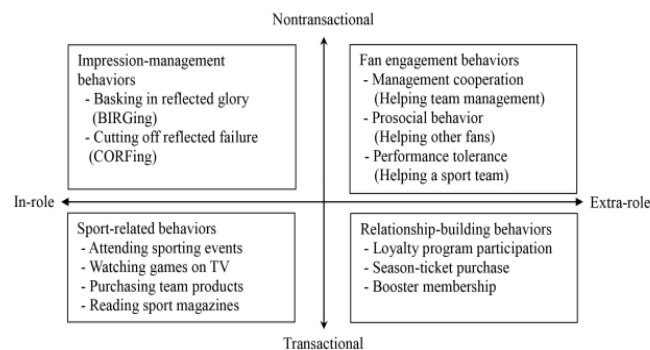 Nontransactional
Impression-management
behaviors
- Basking in reflected glory
(BIRGing)
- Cutting off reflected failure
(CORFing)
Fan engagement behaviors
- Management cooperation
(Helping team management)
- Prosocial behavior
(Helping other fans)
- Performance tolerance
(Helping a sport team)
In-role
Extra-role
Sport-related behaviors
- Attending sporting events
- Watching games on TV
- Purchasing team products
- Reading sport magazines
Relationship-building behaviors
- Loyalty program participation
- Season-ticket purchase
- Booster membership
Transactional